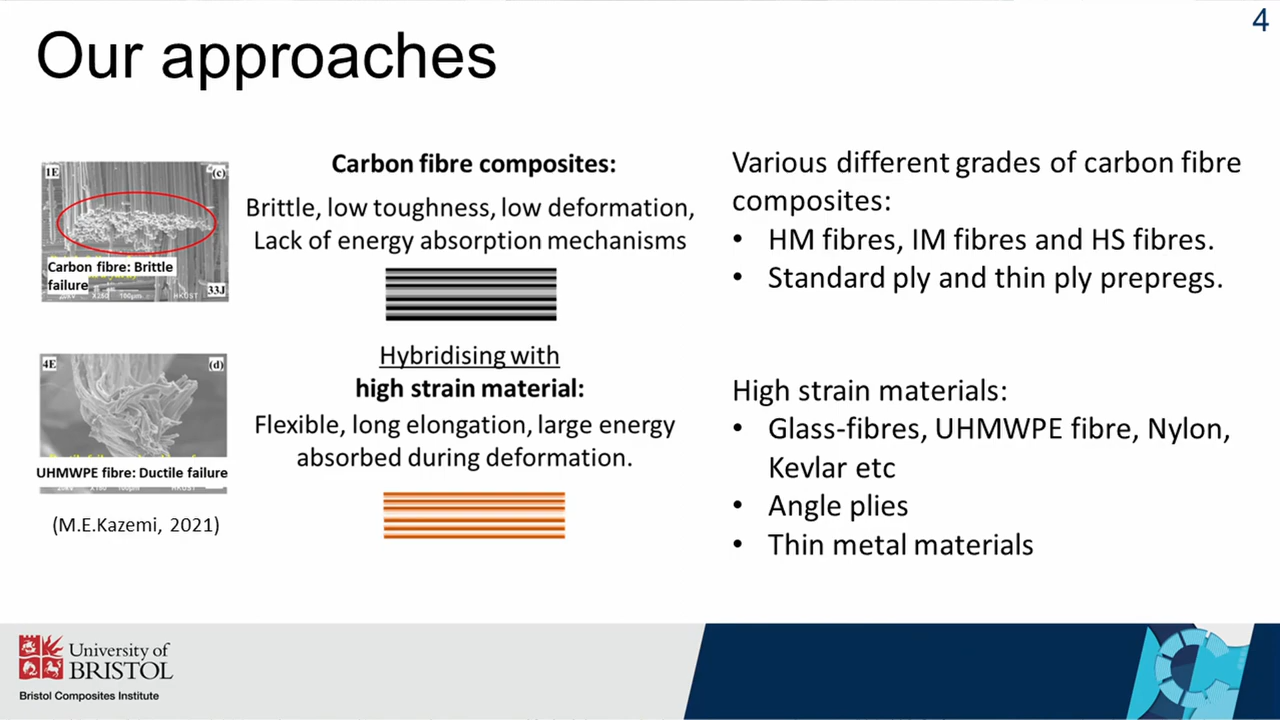 4
Our approaches
1E
(c)
Carbon fibre: Brittle
failure
X250 100μm HKUST
33J
Carbon fibre composites:
Brittle, low toughness, low deformation,
Lack of energy absorption mechanisms
Hybridising with
high strain material:
Flexible, long elongation, large energy
absorbed during deformation.
4E
(d)
UHMWPE fibre: Ductile failure
(M.E.Kazemi, 2021)
Various different grades of carbon fibre
composites:
• HM fibres, IM fibres and HS fibres.
• Standard ply and thin ply prepregs.
High strain materials:
• Glass-fibres, UHMWPE fibre, Nylon,
Kevlar etc
• Angle plies
• Thin metal materials
University of
BRISTOL
Bristol Composites Institute